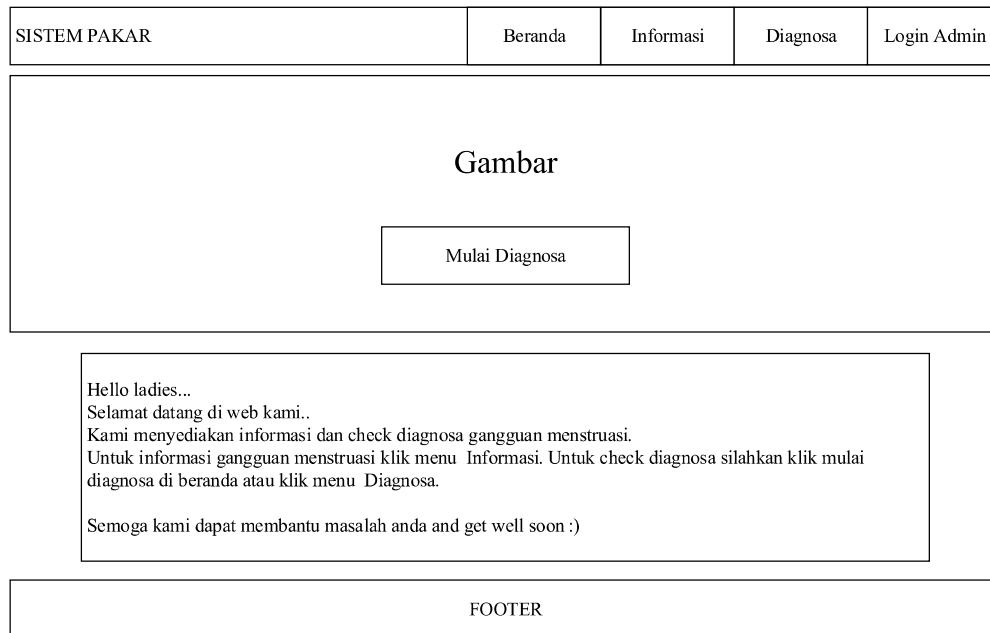 SISTEM PAKAR
Beranda
Informasi
Diagnosa
Login Admin
Gambar
Mulai Diagnosa
Hello ladies...
Selamat datang di web kami..
Kami menyediakan informasi dan check diagnosa gangguan menstruasi.
Untuk informasi gangguan menstruasi klik menu Informasi. Untuk check diagnosa silahkan klik mulai
diagnosa di beranda atau klik menu Diagnosa.
Semoga kami dapat membantu masalah anda and get well soon :)
FOOTER